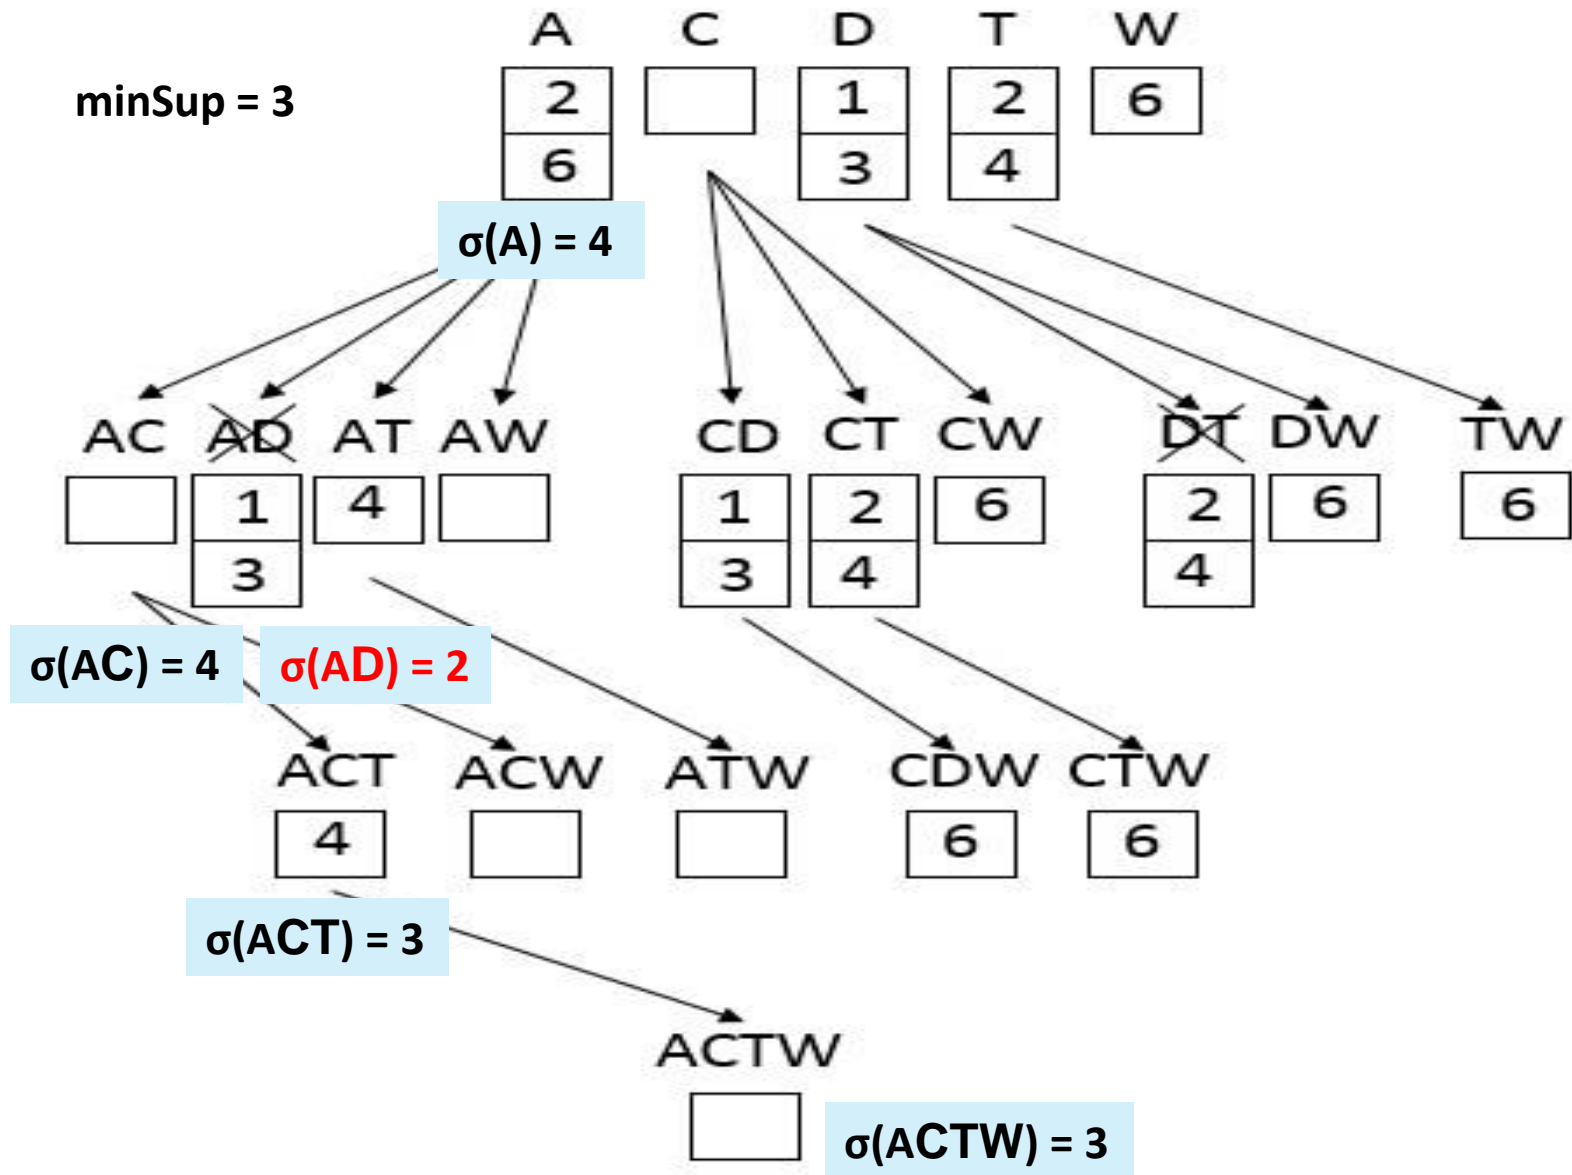 A C D T W
minSup = 3
2 1 2 6
6 3 4
σ(A) = 4
AC AD AT AW CD CT CW DT DW TW
1 4 1 2 6 2 6 6
3 3 4 4
σ(AC) = 4 σ(AD) = 2
ACT ACW ATW CDW CTW
4 6 6
σ(ACT) = 3
ACTW
σ(ACTW) = 3